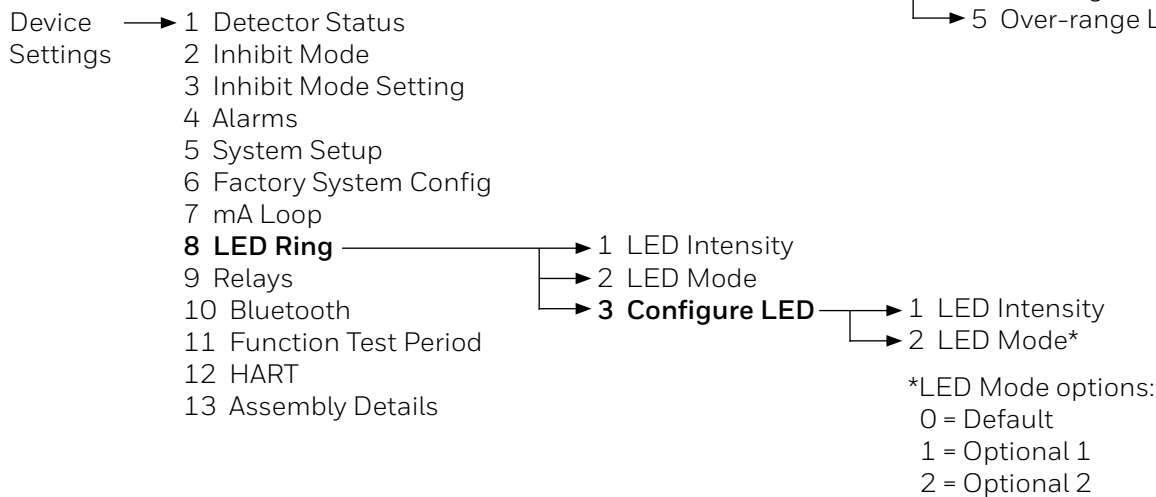 5 Over-range L
Device
Settings
1 Detector Status
2 Inhibit Mode
3 Inhibit Mode Setting
4 Alarms
5 System Setup
6 Factory System Config
7 mA Loop
8 LED Ring
9 Relays
10 Bluetooth
11 Function Test Period
12 HART
13 Assembly Details
1 LED Intensity
2 LED Mode
3 Configure LED
1 LED Intensity
2 LED Mode*
*LED Mode options:
0 = Default
1 = Optional 1
2 = Optional 2